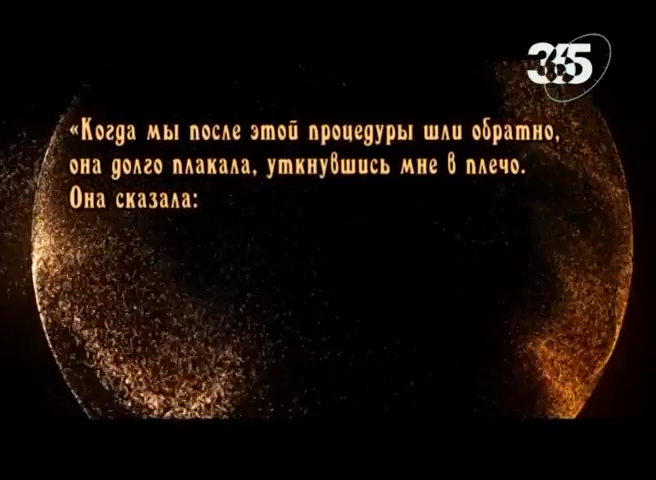 365
«Когда мы после этой процедуры шли обратно,
она долго плакала, уткнувшись мне в плечо.
Она сказала: